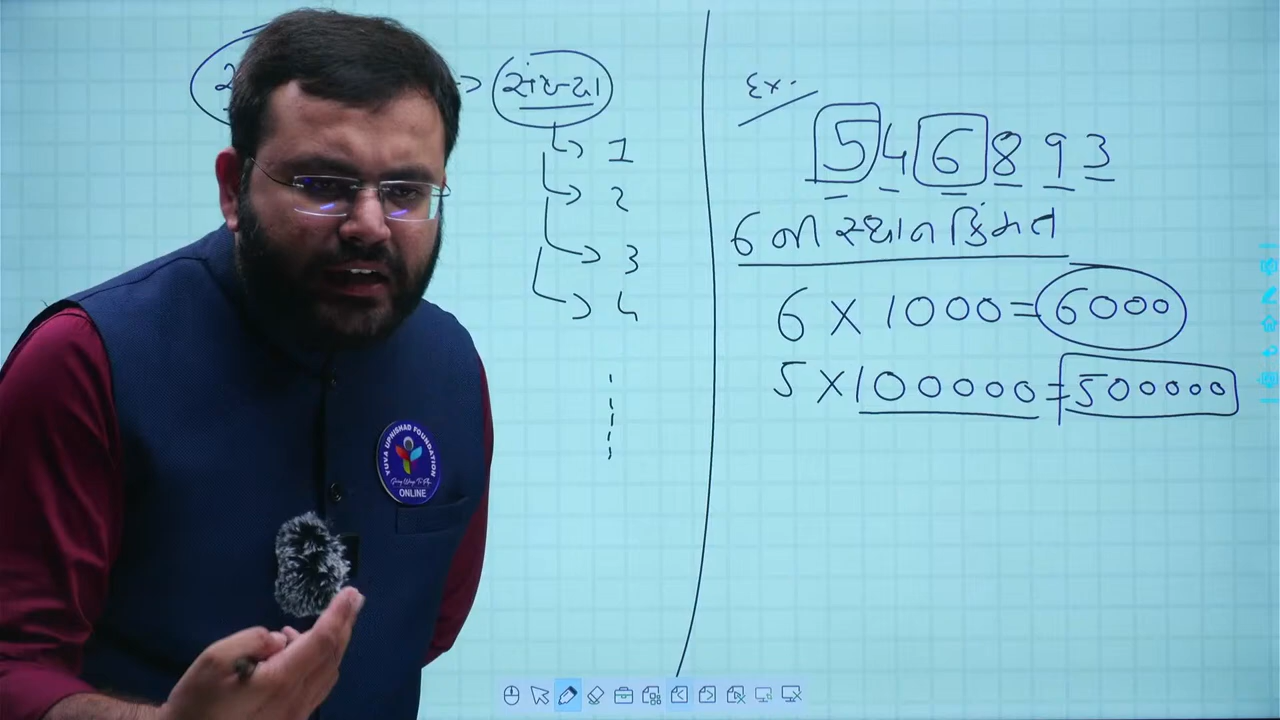 સંખ્યા
1
2
3
4
Ex.
546893
6 ની સ્થાન કિંમત
6 X 1000 = 6000
5 X 100000 = 500000
YUVA UPNISHAD FOUNDATION
ONLINE